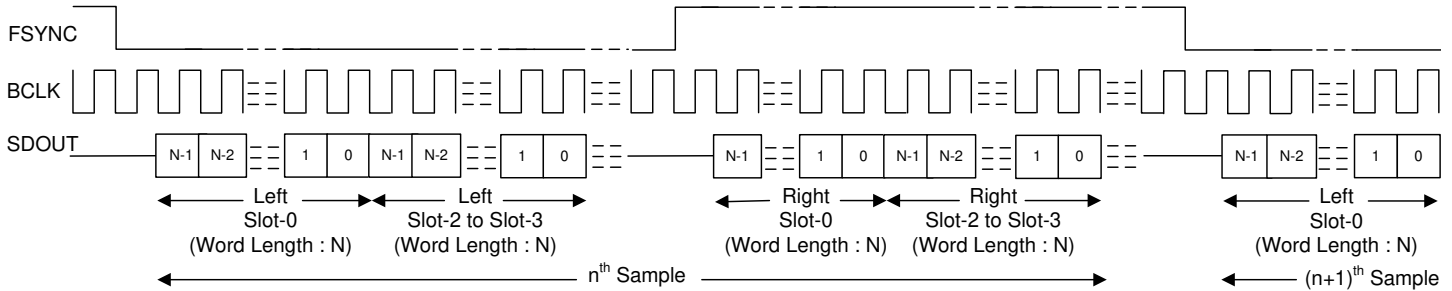 FSYNC
BCLK
SDOUT
N-1 N-2 1 0 N-1 N-2 1 0 N-1 1 0 N-1 N-2 1 0 N-1 N-2 1 0
Left
Slot-0
(Word Length : N)
Left
Slot-2 to Slot-3
(Word Length : N)
Right
Slot-0
(Word Length : N)
Right
Slot-2 to Slot-3
(Word Length : N)
Left
Slot-0
(Word Length : N)
nth Sample
(n+1)th Sample